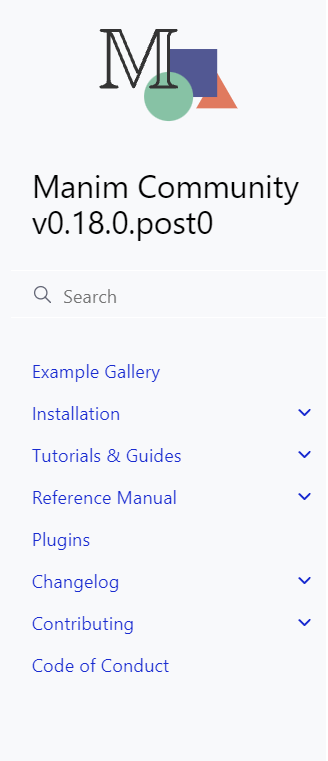 M
Manim Community
v0.18.0.post0
Search
Example Gallery
Installation
Tutorials & Guides
Reference Manual
Plugins
Changelog
Contributing
Code of Conduct